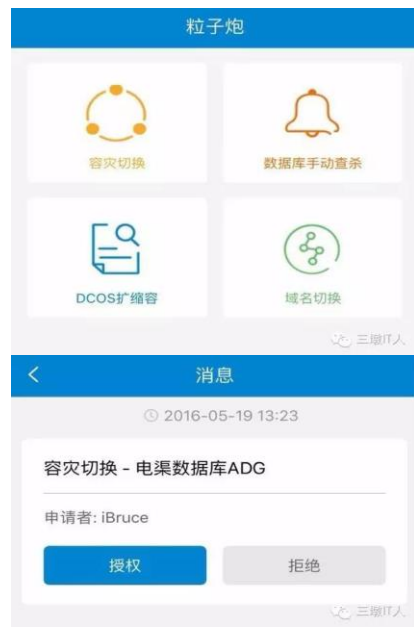 粒子炮
容灾切换
数据库手动查杀
DCOS扩缩容
域名切换
三墩IT人
消息
2016-05-19 13:23
容灾切换 - 电渠数据库ADG
申请者: iBruce
授权
拒绝
三墩IT人